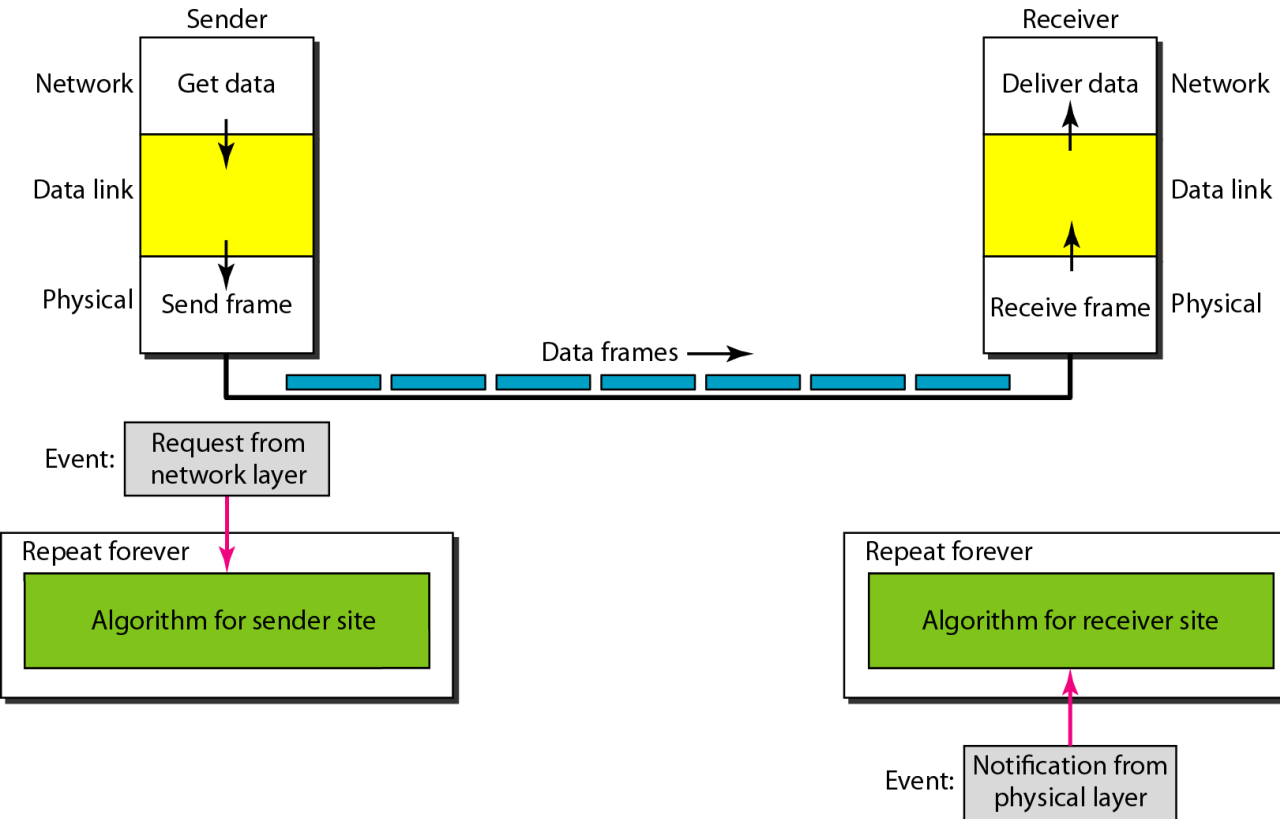 Sender
Receiver
Network
Get data
Deliver data
Network
Data link
Data link
Physical
Send frame
Receive frame
Physical
Data frames
Event:
Request from
network layer
Repeat forever
Algorithm for sender site
Repeat forever
Algorithm for receiver site
Event:
Notification from
physical layer